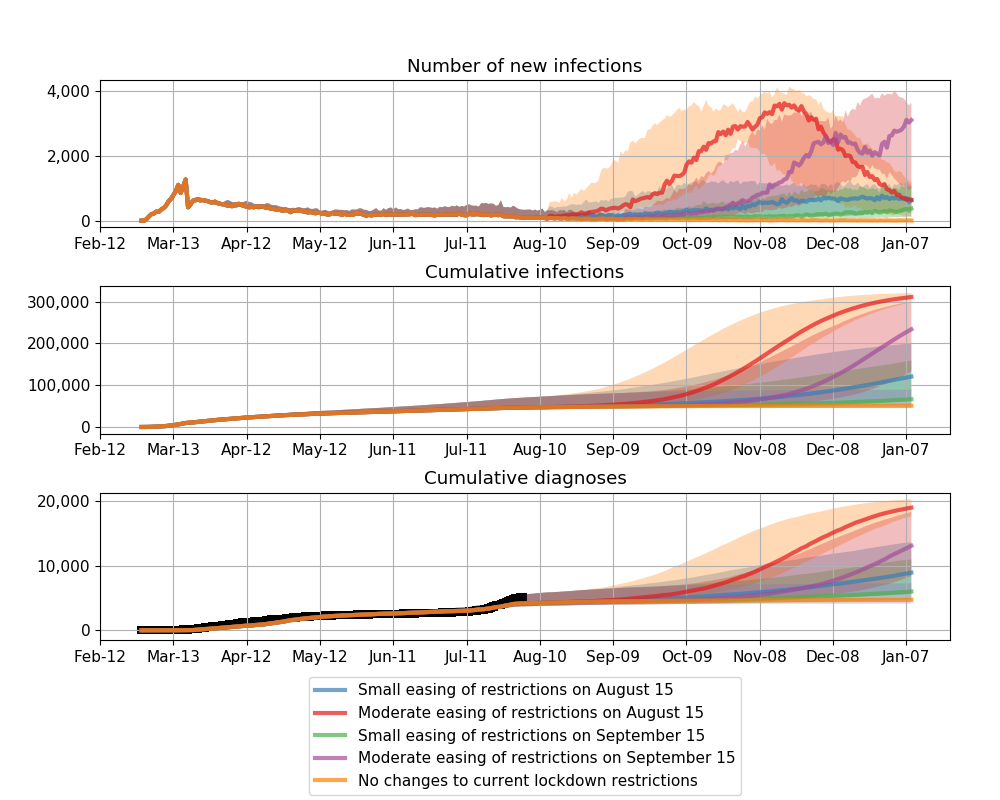 Number of new infections
4,000
2,000
0
Feb-12 Mar-13 Apr-12 May-12 Jun-11 Jul-11 Aug-10 Sep-09 Oct-09 Nov-08 Dec-08 Jan-07
Cumulative infections
300,000
200,000
100,000
0
Feb-12 Mar-13 Apr-12 May-12 Jun-11 Jul-11 Aug-10 Sep-09 Oct-09 Nov-08 Dec-08 Jan-07
Cumulative diagnoses
20,000
10,000
0
Feb-12 Mar-13 Apr-12 May-12 Jun-11 Jul-11 Aug-10 Sep-09 Oct-09 Nov-08 Dec-08 Jan-07
Small easing of restrictions on August 15
Moderate easing of restrictions on August 15
Small easing of restrictions on September 15
Moderate easing of restrictions on September 15
No changes to current lockdown restrictions